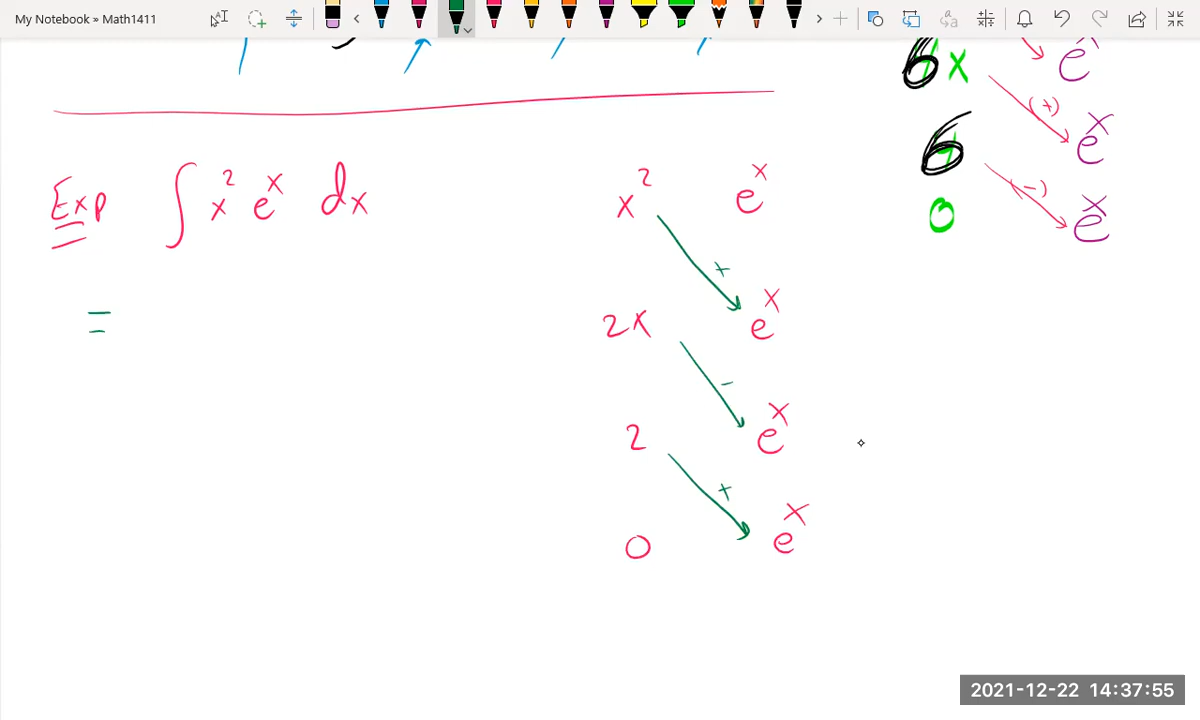 My Notebook » Math1411
6x e^x
(+)
6 e^x
(-)
0 e^x
Exp ∫ x² e^x dx
x² e^x
+
= 2x e^x
-
2 e^x
+
0 e^x
2021-12-22 14:37:55